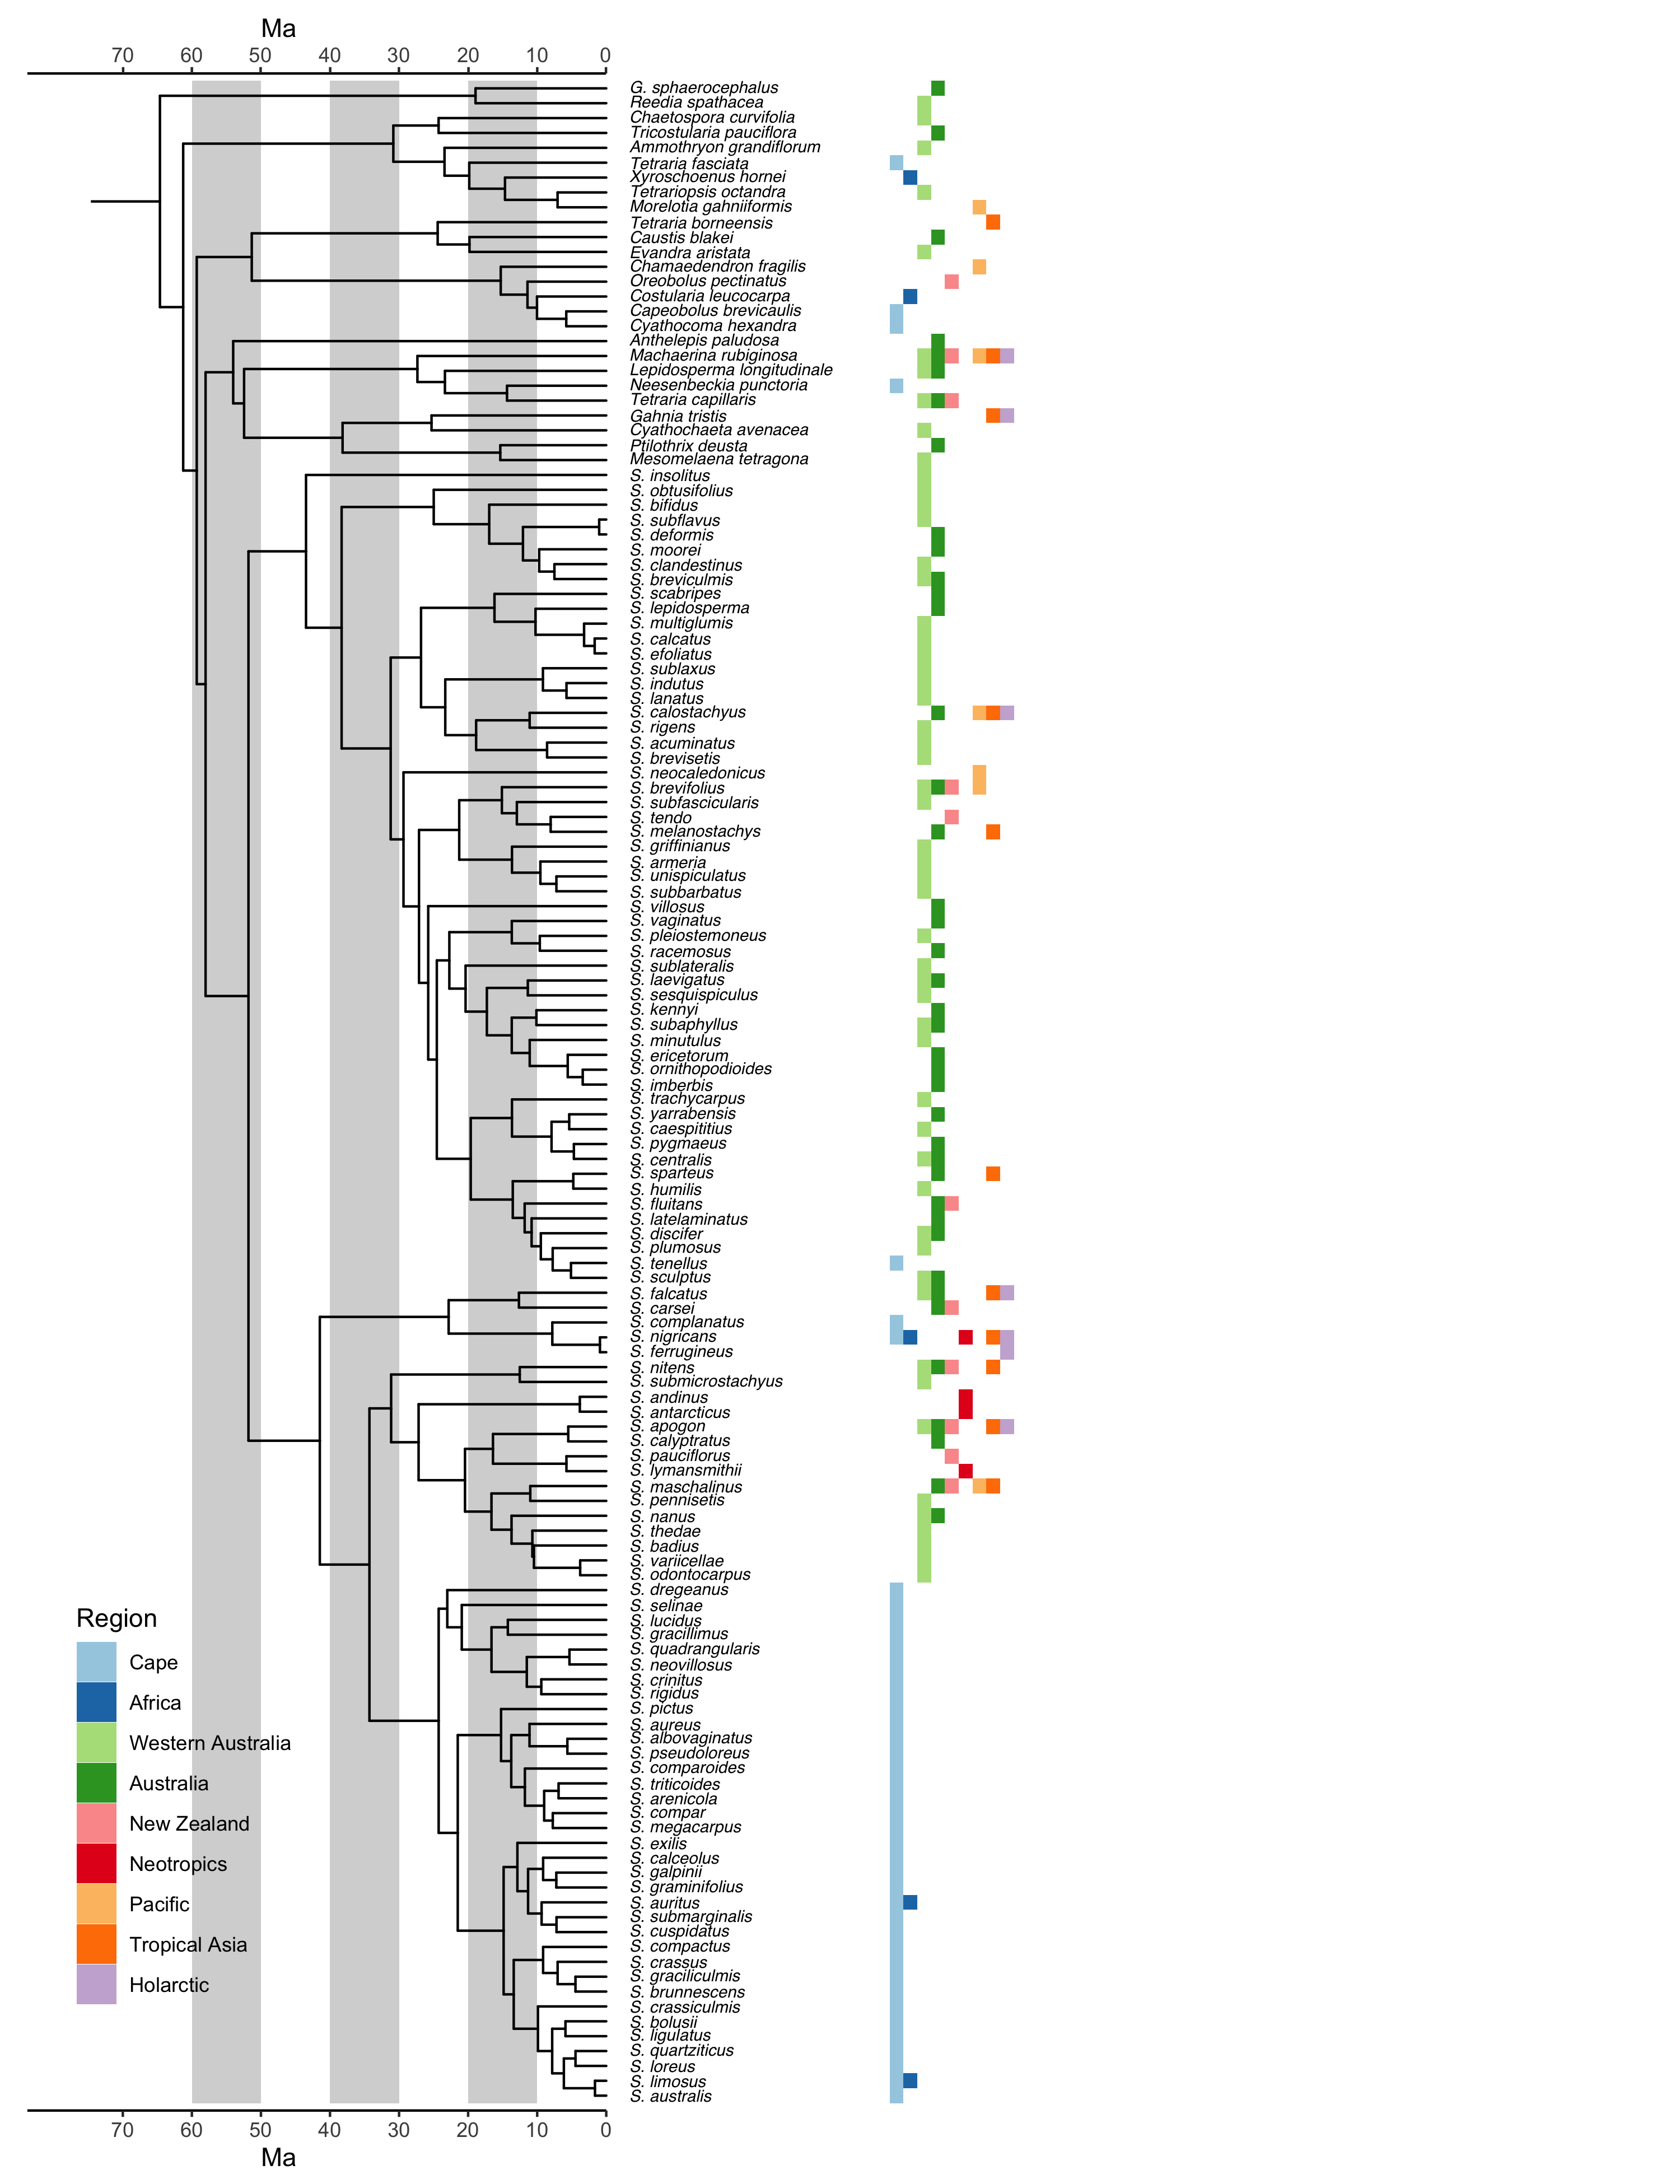 Ma
70 60 50 40 30 20 10 0
G. sphaerocephalus
Reedia spathacea
Chaetospora curvifolia
Tricostularia pauciflora
Ammothryon grandiflorum
Tetraria fasciata
Xyroschoenus hornei
Tetrariopsis octandra
Morelotia gahniiformis
Tetraria borneensis
Caustis blakei
Evandra aristata
Chamaedendron fragilis
Oreobolus pectinatus
Costularia leucocarpa
Capeobolus brevicaulis
Cyathocoma hexandra
Anthelepis paludosa
Machaerina rubiginosa
Lepidosperma longitudinale
Neesenbeckia punctoria
Tetraria capillaris
Gahnia tristis
Cyathochaeta avenacea
Ptilothrix deusta
Mesomelaena tetragona
S. insolitus
S. obtusifolius
S. bifidus
S. subflavus
S. deformis
S. moorei
S. clandestinus
S. breviculmis
S. scabripes
S. lepidosperma
S. multiglumis
S. calcatus
S. efoliatus
S. sublaxus
S. indutus
S. lanatus
S. calostachyus
S. rigens
S. acuminatus
S. brevisetis
S. neocaledonicus
S. brevifolius
S. subfascicularis
S. tendo
S. melanostachys
S. griffinianus
S. armeria
S. unispiculatus
S. subbarbatus
S. villosus
S. vaginatus
S. pleiostemoneus
S. racemosus
S. sublateralis
S. laevigatus
S. sesquispiculus
S. kennyi
S. subaphyllus
S. minutulus
S. ericetorum
S. ornithopodioides
S. imberbis
S. trachycarpus
S. yarrabensis
S. caespititius
S. pygmaeus
S. centralis
S. sparteus
S. humilis
S. fluitans
S. latelaminatus
S. discifer
S. plumosus
S. tenellus
S. sculptus
S. falcatus
S. carsei
S. complanatus
S. nigricans
S. ferrugineus
S. nitens
S. submicrostachyus
S. andinus
S. antarcticus
S. apogon
S. calyptratus
S. pauciflorus
S. lymansmithii
S. maschalinus
S. pennisetis
S. nanus
S. thedae
S. badius
S. variicellae
S. odontocarpus
S. dregeanus
S. selinae
S. lucidus
S. gracillimus
S. quadrangularis
S. neovillosus
S. crinitus
S. rigidus
S. pictus
S. aureus
S. albovaginatus
S. pseudoloreus
S. comparoides
S. triticoides
S. arenicola
S. compar
S. megacarpus
S. exilis
S. calceolus
S. galpinii
S. graminifolius
S. auritus
S. submarginalis
S. cuspidatus
S. compactus
S. crassus
S. graciliculmis
S. brunnescens
S. crassiculmis
S. bolusii
S. ligulatus
S. quartziticus
S. loreus
S. limosus
S. australis
Region
Cape
Africa
Western Australia
Australia
New Zealand
Neotropics
Pacific
Tropical Asia
Holarctic
70 60 50 40 30 20 10 0
Ma